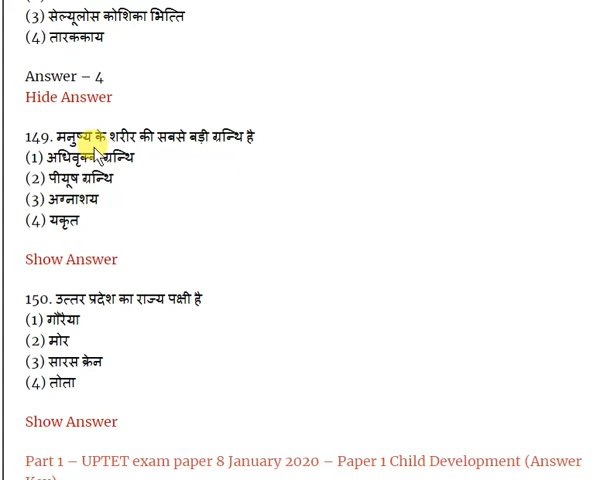 (3) सेल्यूलोस कोशिका भित्ति
(4) तारककाय
Answer – 4
Hide Answer
149. मनुष्य के शरीर की सबसे बड़ी ग्रन्थि है
(1) अधिवृक्क ग्रन्थि
(2) पीयूष ग्रन्थि
(3) अग्नाशय
(4) यकृत
Show Answer
150. उत्तर प्रदेश का राज्य पक्षी है
(1) गौरैया
(2) मोर
(3) सारस क्रेन
(4) तोता
Show Answer
Part 1 – UPTET exam paper 8 January 2020 – Paper 1 Child Development (Answer